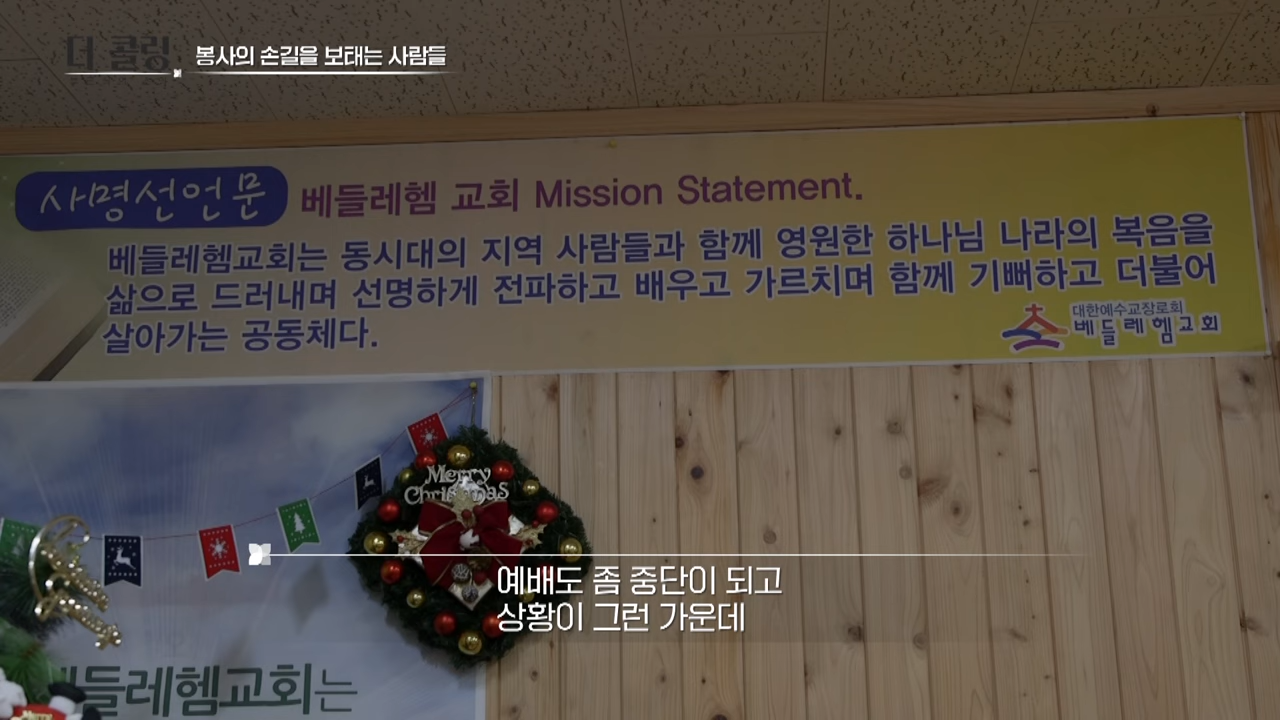 더 콜링
봉사의 손길을 보태는 사람들
사명선언문 베들레헴 교회 Mission Statement.
베들레헴교회는 동시대의 지역 사람들과 함께 영원한 하나님 나라의 복음을
삶으로 드러내며 선명하게 전파하고 배우고 가르치며 함께 기뻐하고 더불어
살아가는 공동체다.
대한예수교장로회
베들레헴교회
Merry
Christmas
예배도 좀 중단이 되고
상황이 그런 가운데
베들레헴교회는